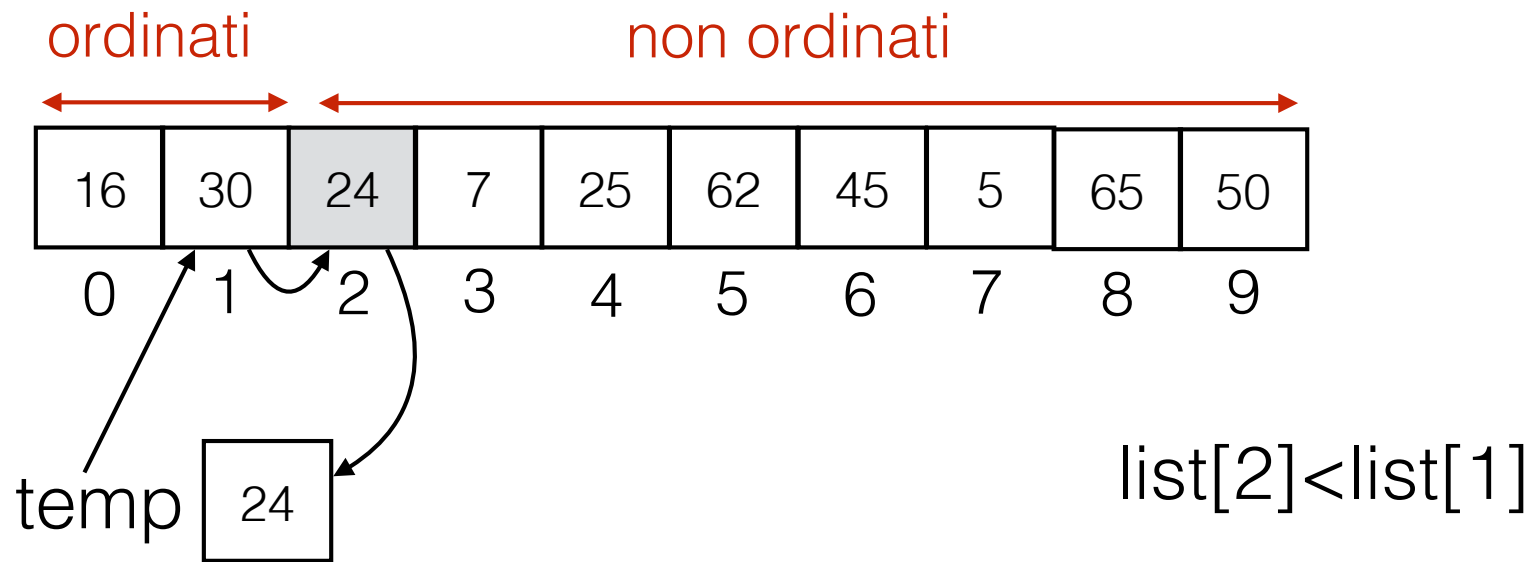 ordinati non ordinati
16 30 24 7 25 62 45 5 65 50
0 1 2 3 4 5 6 7 8 9
temp 24
list[2]<list[1]